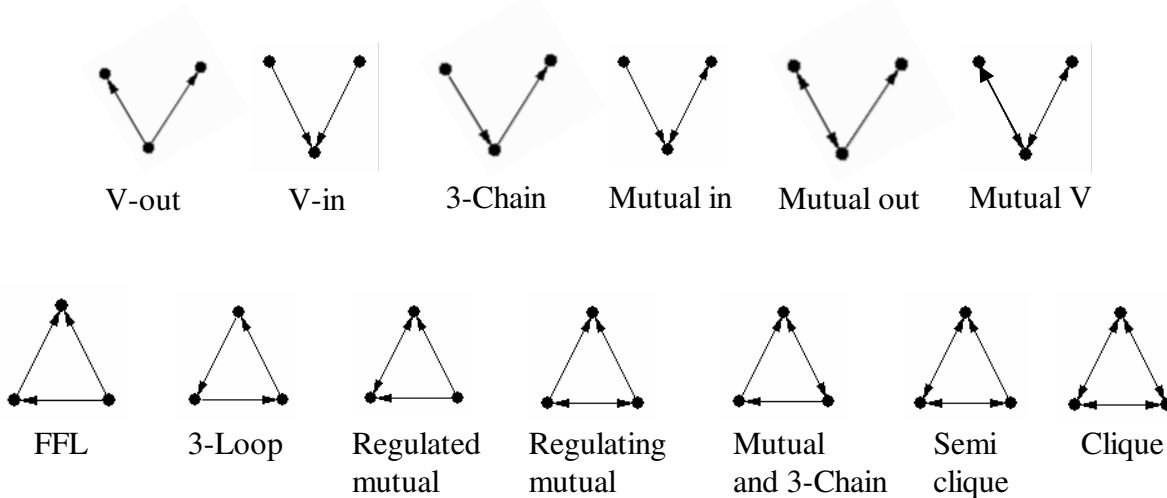 V-out V-in 3-Chain Mutual in Mutual out Mutual V
FFL 3-Loop Regulated Regulating Mutual Semi Clique
mutual mutual and 3-Chain clique